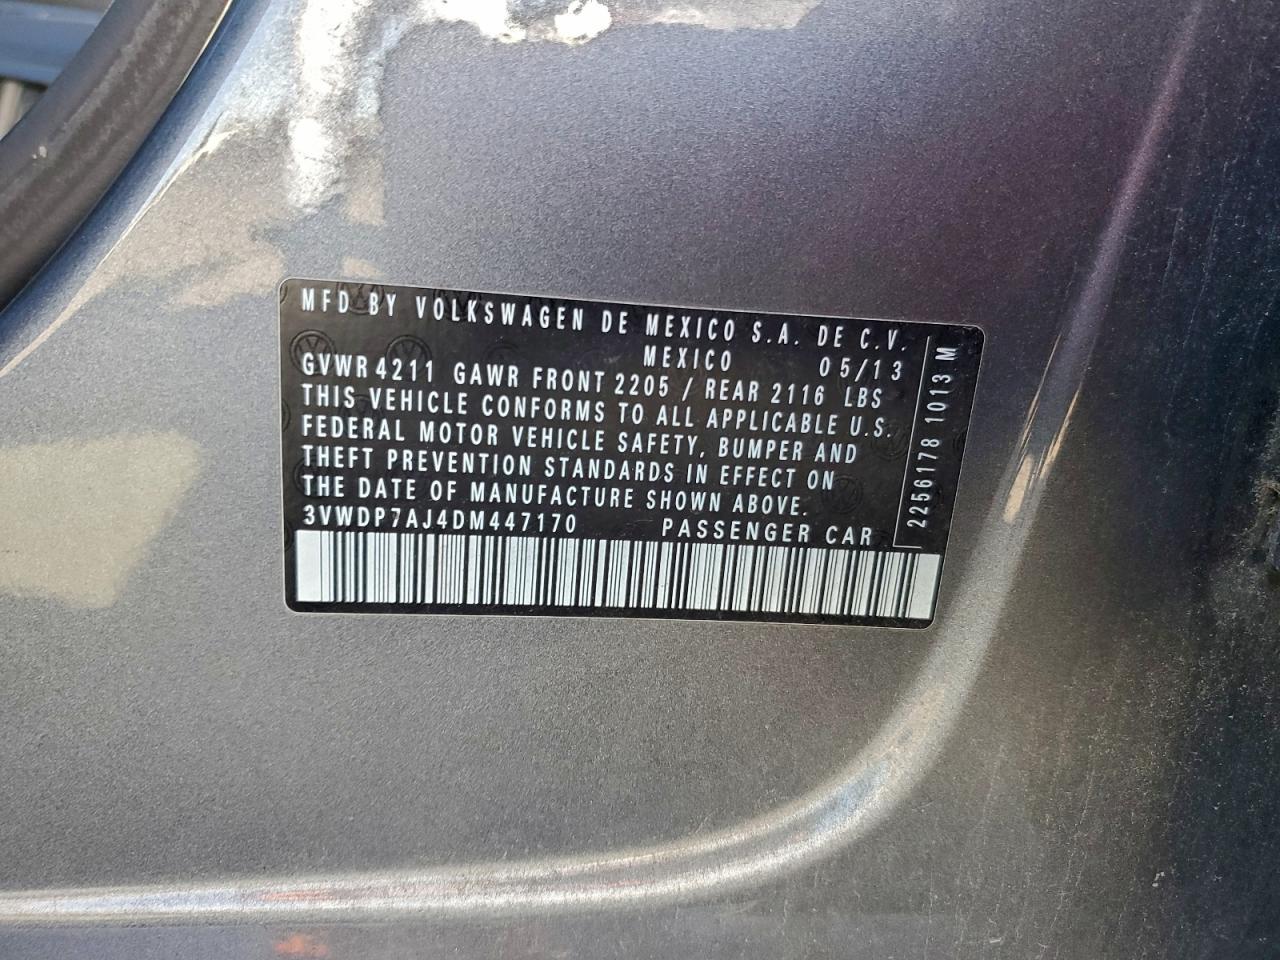 MFD BY VOLKSWAGEN DE MEXICO S.A. DE C.V.
MEXICO 05/13
GVWR 4211 GAWR FRONT 2205 / REAR 2116 LBS
THIS VEHICLE CONFORMS TO ALL APPLICABLE U.S.
FEDERAL MOTOR VEHICLE SAFETY, BUMPER AND
THEFT PREVENTION STANDARDS IN EFFECT ON
THE DATE OF MANUFACTURE SHOWN ABOVE.
3VWDP7AJ4DM447170 PASSENGER CAR
2256178 1013 M